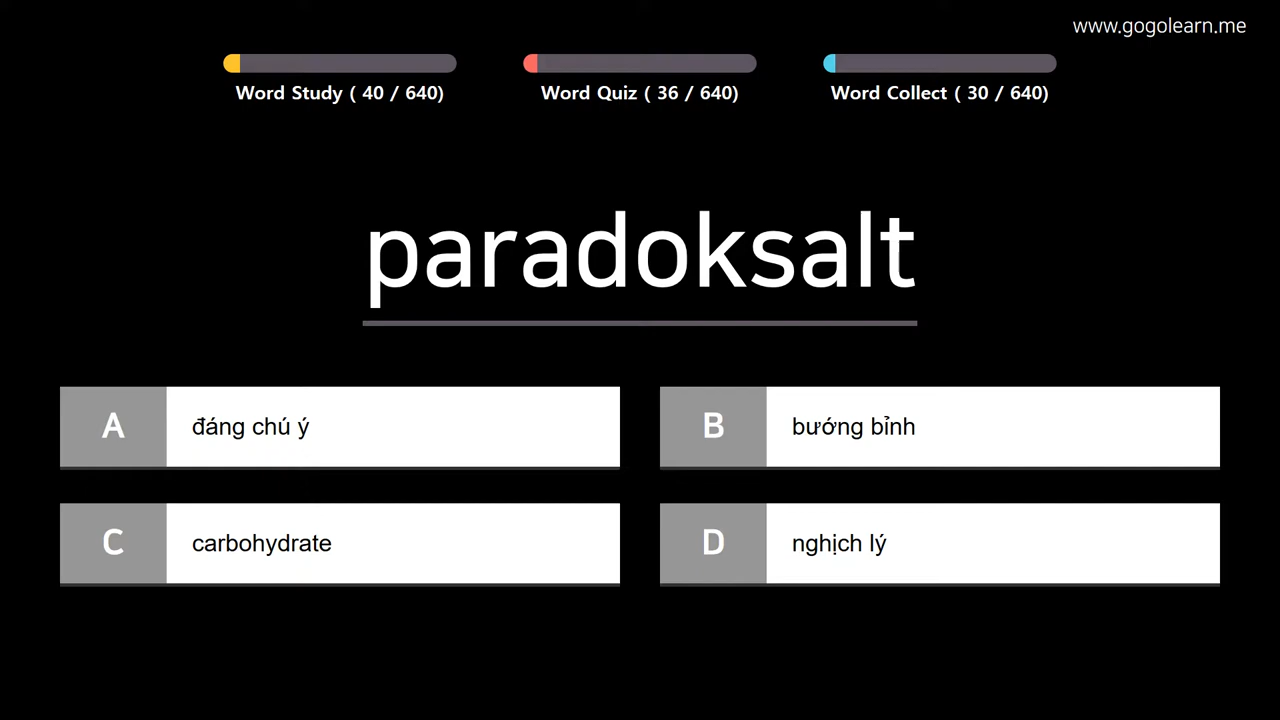 www.gogolearn.me
Word Study ( 40 / 640)
Word Quiz ( 36 / 640)
Word Collect ( 30 / 640)
paradoksalt
A đáng chú ý
B bướng bỉnh
C carbohydrate
D nghịch lý